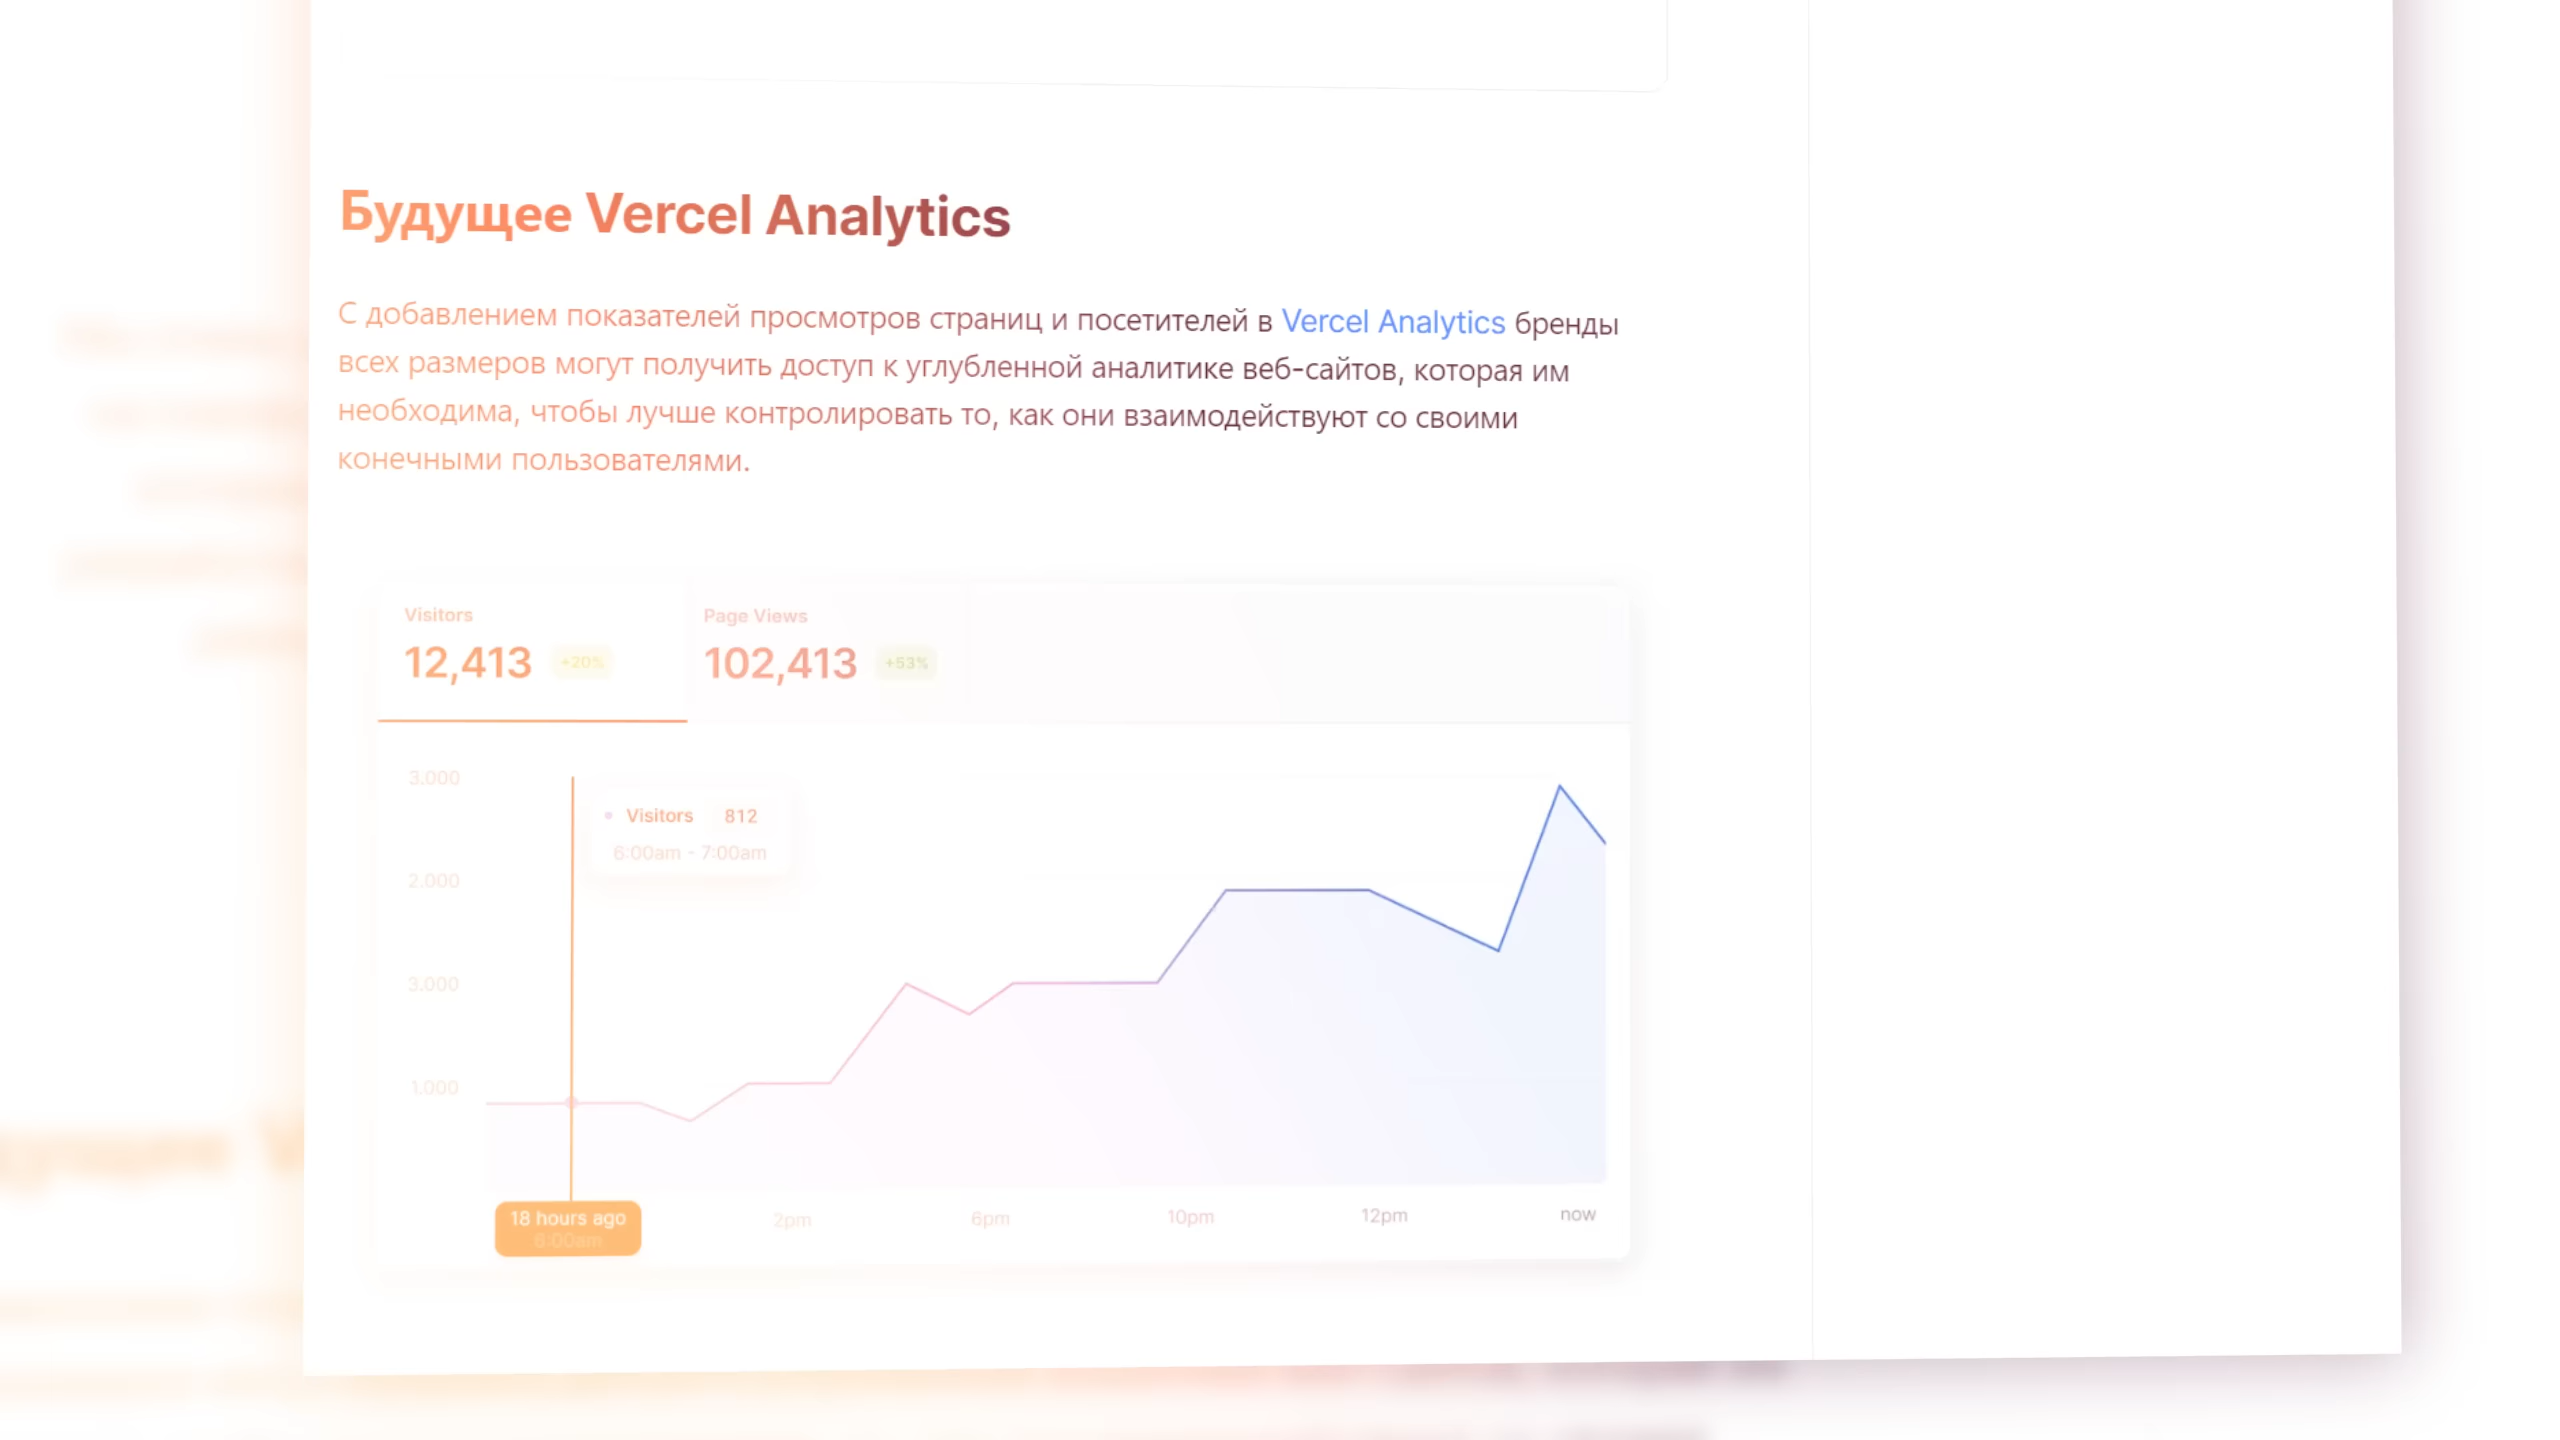 Будущее Vercel Analytics
С добавлением показателей просмотров страниц и посетителей в Vercel Analytics бренды
всех размеров могут получить доступ к углубленной аналитике веб-сайтов, которая им
необходима, чтобы лучше контролировать то, как они взаимодействуют со своими
конечными пользователями.
Visitors
12,413 +20%
Page Views
102,413 +53%
3.000
Visitors 812
6:00am - 7:00am
2.000
3.000
1.000
18 hours ago
6:00am
2pm 6pm 10pm 12pm now